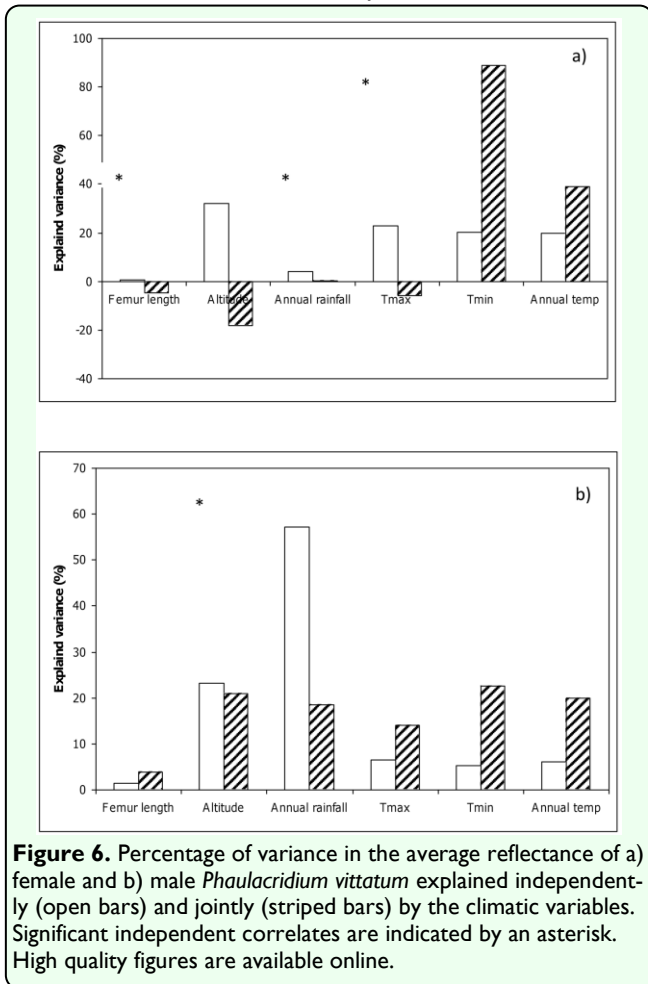 100
a)
*
80
60
Explaind variance (%)
40
*
*
20
0
Femur length Altitude Annual rainfall Tmax Tmin Annual temp
-20
-40
70
b)
*
60
50
Explaind variance (%)
40
30
20
10
0
Femur length Altitude Annual rainfall Tmax Tmin Annual temp
Figure 6. Percentage of variance in the average reflectance of a)
female and b) male Phaulacridium vittatum explained independent-
ly (open bars) and jointly (striped bars) by the climatic variables.
Significant independent correlates are indicated by an asterisk.
High quality figures are available online.